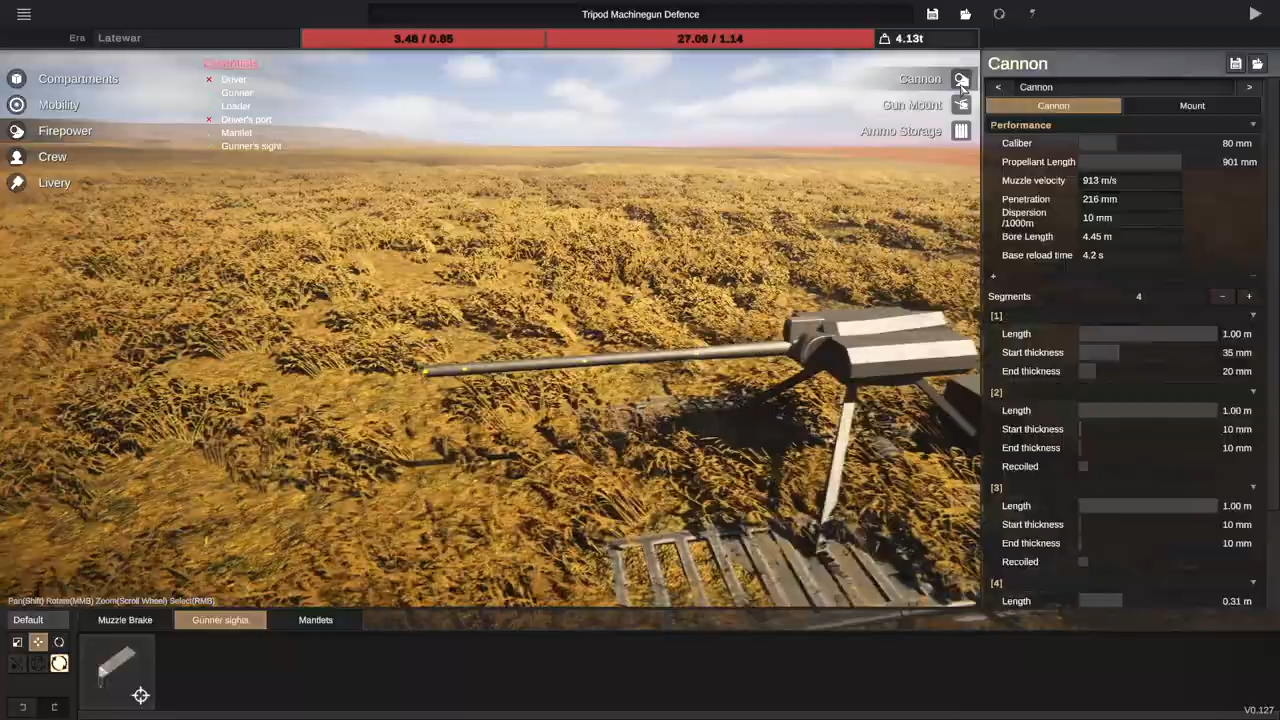 Tripod Machinegun Defence
Era Latewar 3.48 / 0.85 27.06 / 1.14 4.13t
Compartments
Mobility
Firepower
Crew
Livery
Essentials
Driver
Gunner
Loader
Driver's port
Mantlet
Gunner's sight
Cannon
Gun Mount
Ammo Storage
Cannon
< Cannon >
Cannon Mount
Performance
Caliber 80 mm
Propellant Length 901 mm
Muzzle velocity 913 m/s
Penetration 216 mm
Dispersion /1000m 10 mm
Bore Length 4.45 m
Base reload time 4.2 s
+ −
Segments 4 − +
[1]
Length 1.00 m
Start thickness 35 mm
End thickness 20 mm
[2]
Length 1.00 m
Start thickness 10 mm
End thickness 10 mm
Recoiled
[3]
Length 1.00 m
Start thickness 10 mm
End thickness 10 mm
Recoiled
[4]
Length 0.31 m
Pan(Shift) Rotate(MMB) Zoom(Scroll Wheel) Select(RMB)
Default Muzzle Brake Gunner sights Mantlets
V0.127